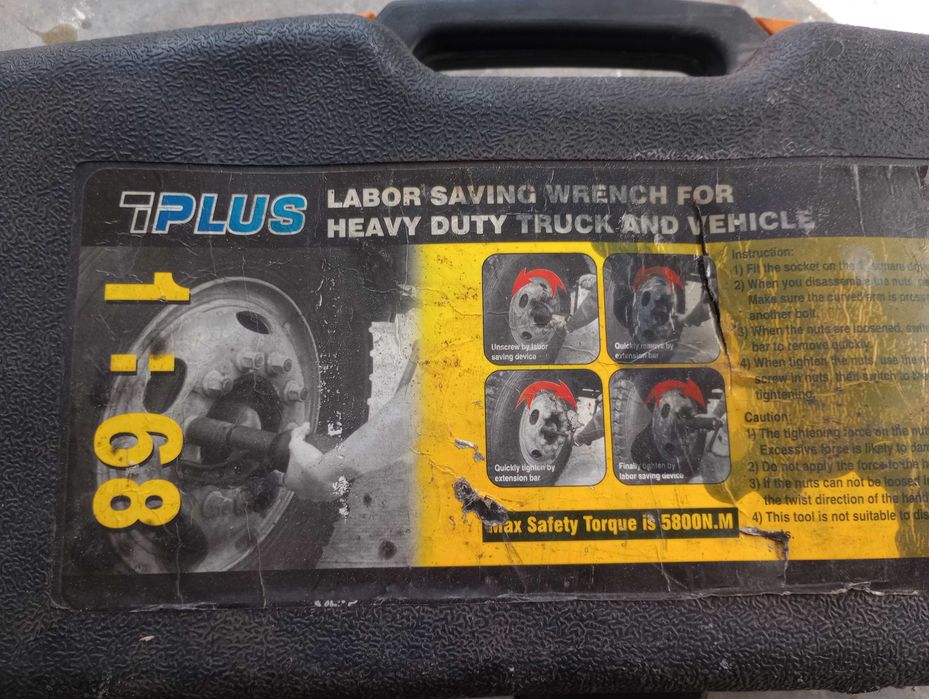 1PLUS
LABOR SAVING WRENCH FOR
HEAVY DUTY TRUCK AND VEHICLE
1:68
Unscrew by labor
saving device
Quickly remove by
extension bar
Quickly tighten by
extension bar
Finally tighten by
labor saving device
Max Safety Torque is 5800N.M
Instruction:
1) Fit the socket on the square
2) When you disassemble the nuts,
Make sure the curved arm is
another bolt.
3) When the nuts are loosened,
bar to remove quickly.
4) When tighten the nuts, use the
screw in nuts, then switch to
tightening.
Caution:
1) The tightening force on the
Excessive force is likely to
2) Do not apply the force to the
3) If the nuts can not be loosed
the twist direction of the
4) This tool is not suitable to